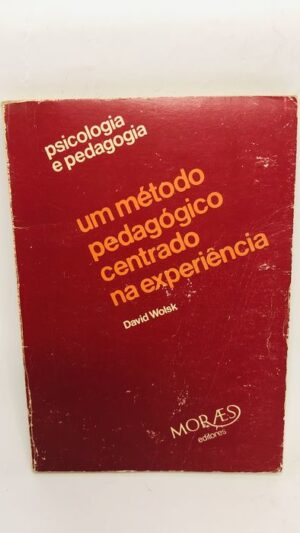 psicologia
e pedagogia
um método
pedagógico
centrado
na experiência
David Wolsk
MORÆS
editores